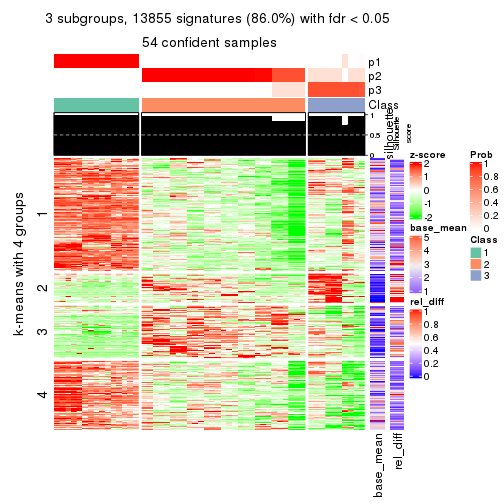 3 subgroups, 13855 signatures (86.0%) with fdr < 0.05
54 confident samples
p1
p2
p3
Class
1
0.5
0
silhouette
Silhouette
score
k-means with 4 groups
1
2
3
4
base_mean
rel_diff
z-score
2
1
0
-1
-2
base_mean
5
4
3
2
1
rel_diff
1
0.8
0.6
0.4
0.2
0
Prob
1
0.8
0.6
0.4
0.2
0
Class
1
2
3